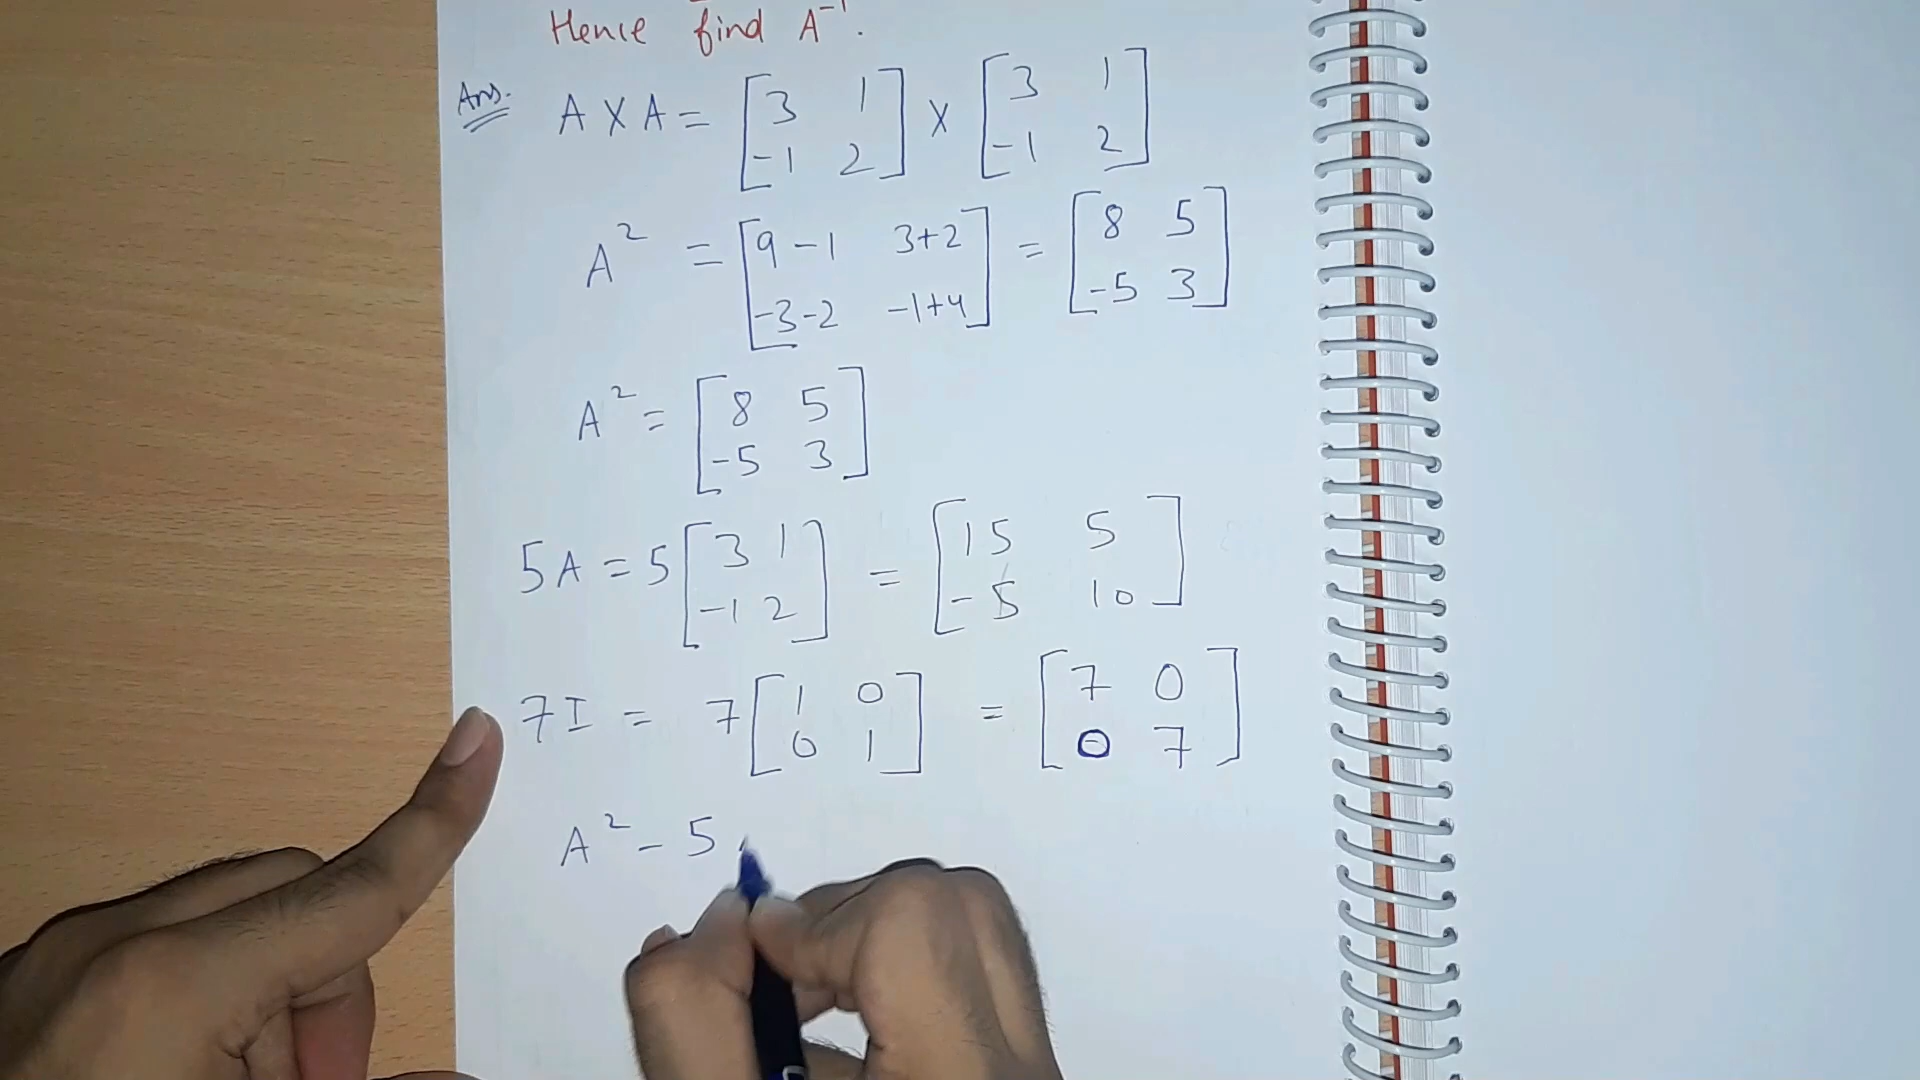 Hence find A⁻¹.
Ans. A X A = [3 1 -1 2] X [3 1 -1 2]
A² = [9-1 3+2 -3-2 -1+4] = [8 5 -5 3]
A² = [8 5 -5 3]
5A = 5 [3 1 -1 2] = [15 5 -5 10]
7I = 7 [1 0 0 1] = [7 0 0 7]
A² - 5